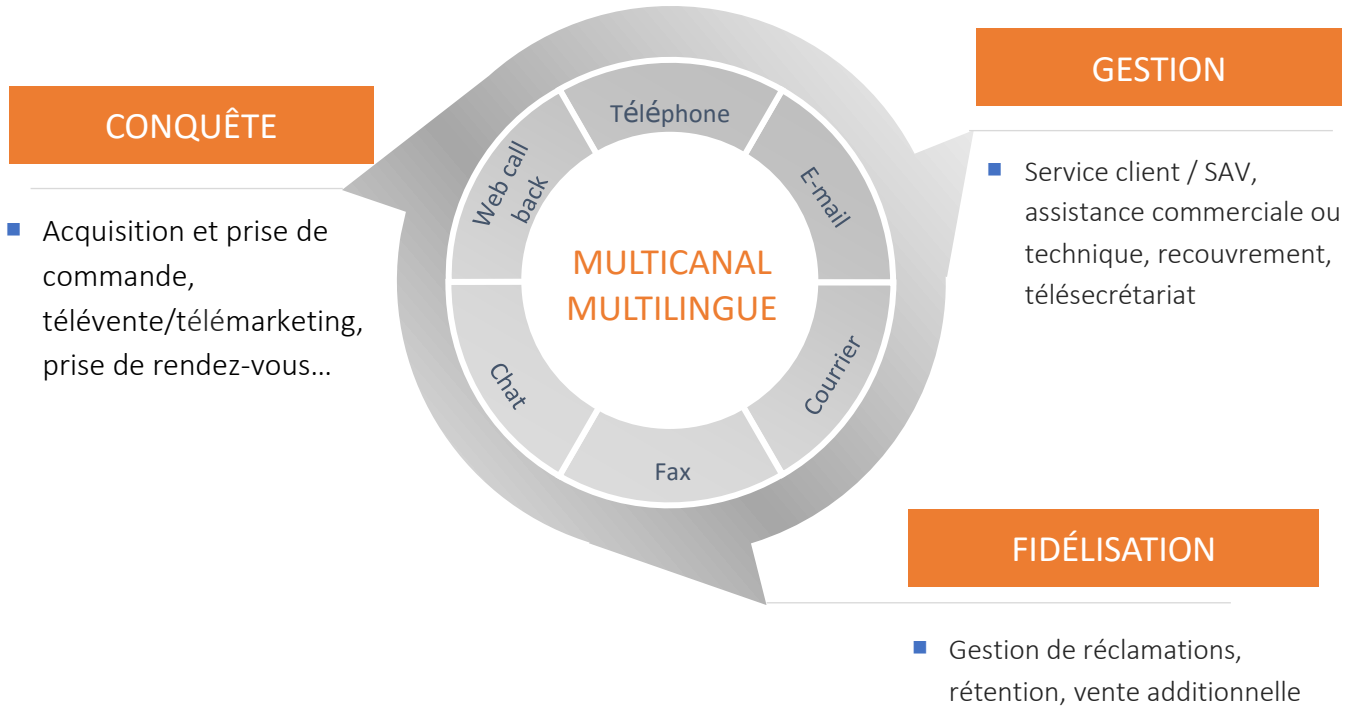 CONQUÊTE
Acquisition et prise de
commande,
télévente/télémarketing,
prise de rendez-vous...
Téléphone
E-mail
Courrier
Fax
Chat
Web call
back
MULTICANAL
MULTILINGUE
GESTION
Service client / SAV,
assistance commerciale ou
technique, recouvrement,
télésecrétariat
FIDÉLISATION
Gestion de réclamations,
rétention, vente additionnelle